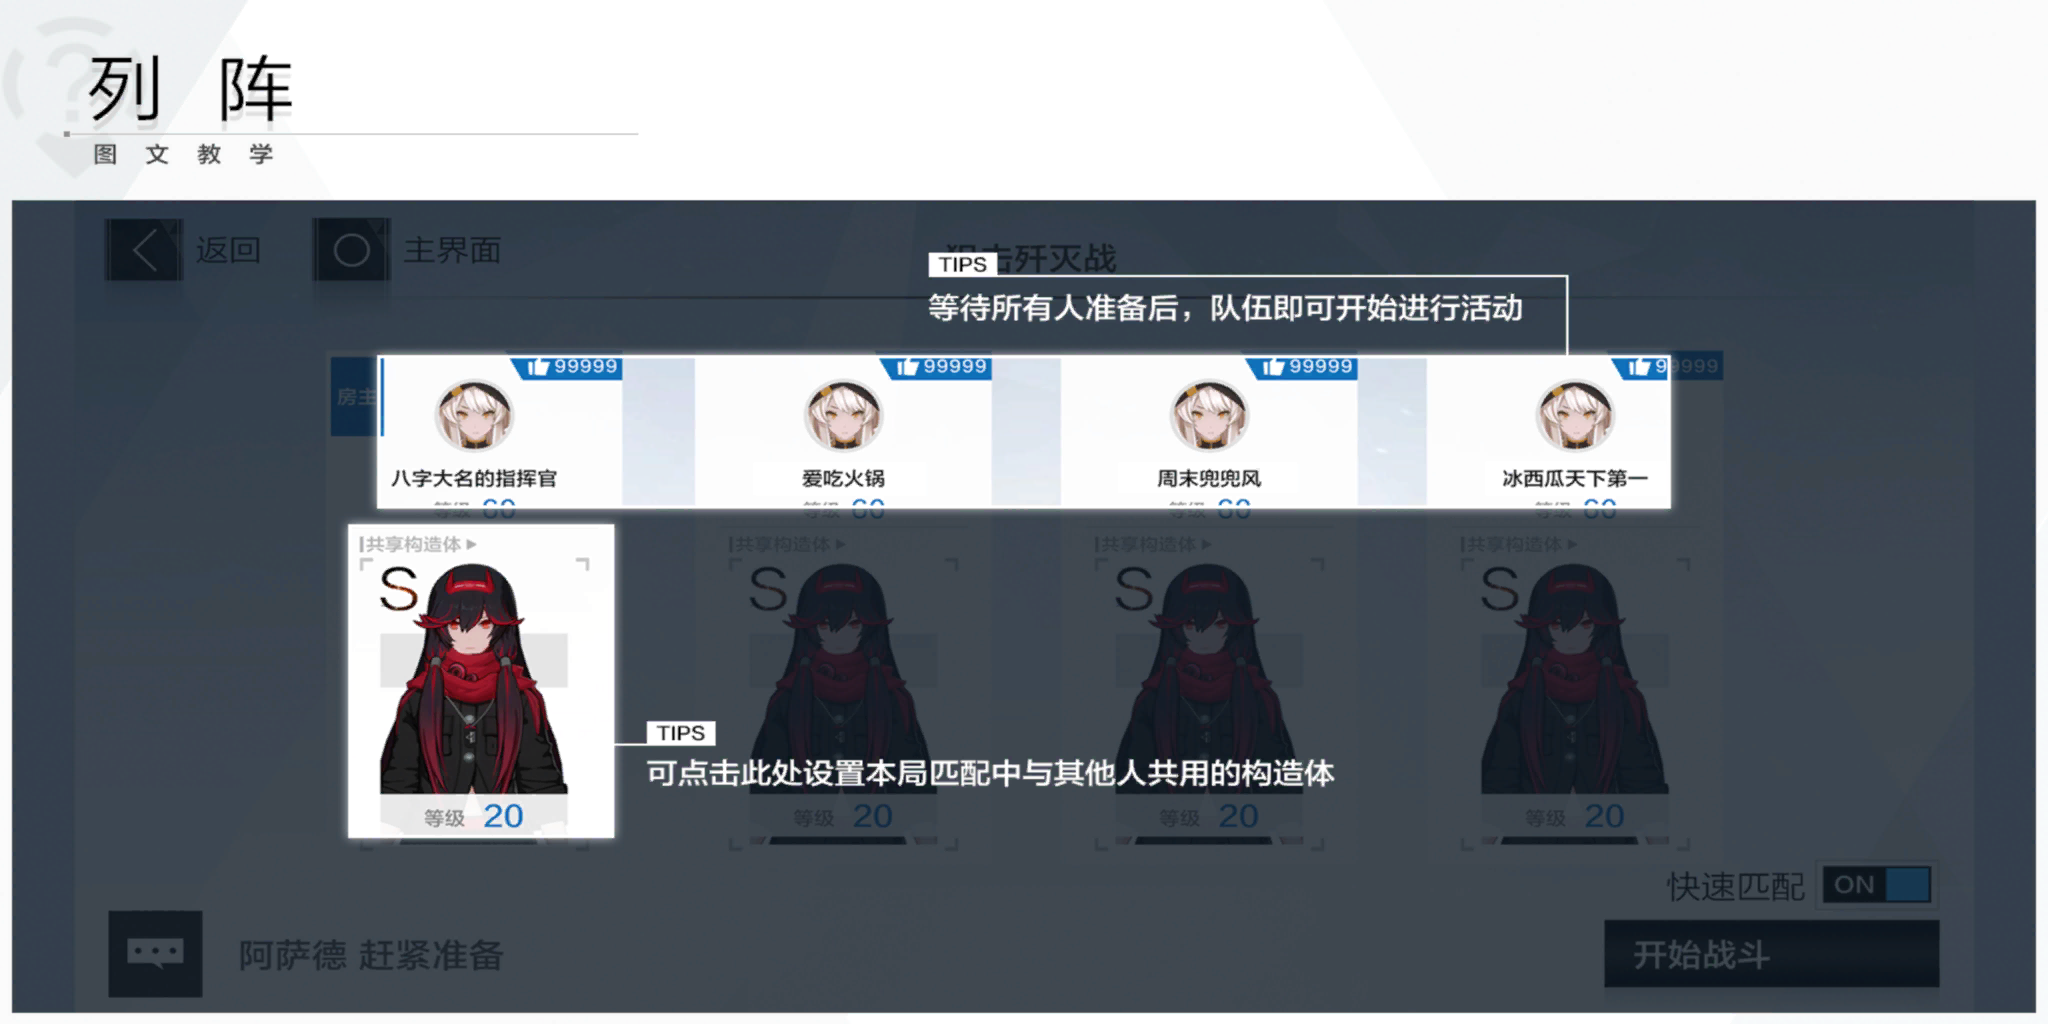 列阵
图文教学
返回
主界面
狙击歼灭战
TIPS
等待所有人准备后，队伍即可开始进行活动
房主
99999
99999
99999
99999
八字大名的指挥官
爱吃火锅
周末兜兜风
冰西瓜天下第一
等级 60
等级 60
等级 60
等级 60
共享构造体
共享构造体
共享构造体
共享构造体
S
S
S
S
TIPS
可点击此处设置本局匹配中与其他人共用的构造体
等级 20
等级 20
等级 20
等级 20
快速匹配
ON
阿萨德 赶紧准备
开始战斗